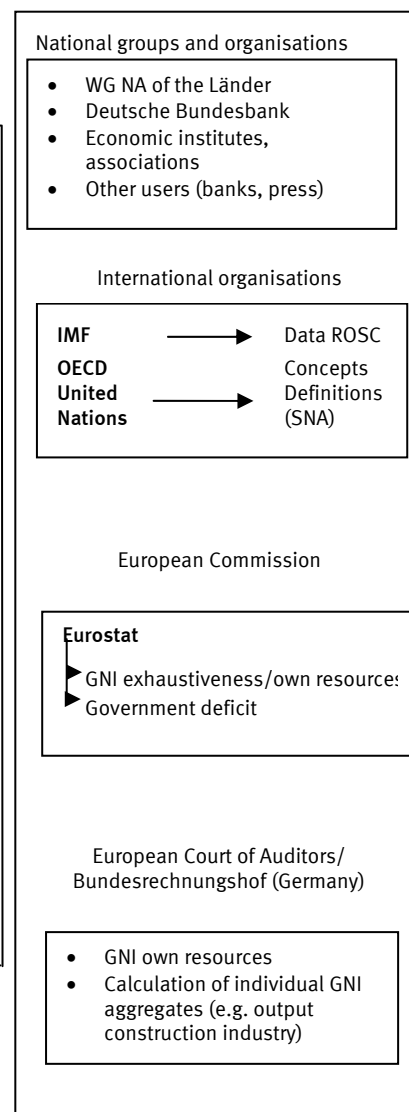 National groups and organisations
• WG NA of the Länder
• Deutsche Bundesbank
• Economic institutes,
associations
• Other users (banks, press)
International organisations
IMF Data ROSC
OECD Concepts
United Definitions
Nations (SNA)
European Commission
Eurostat
GNI exhaustiveness/own resources
Government deficit
European Court of Auditors/
Bundesrechnungshof (Germany)
• GNI own resources
• Calculation of individual GNI
aggregates (e.g. output
construction industry)